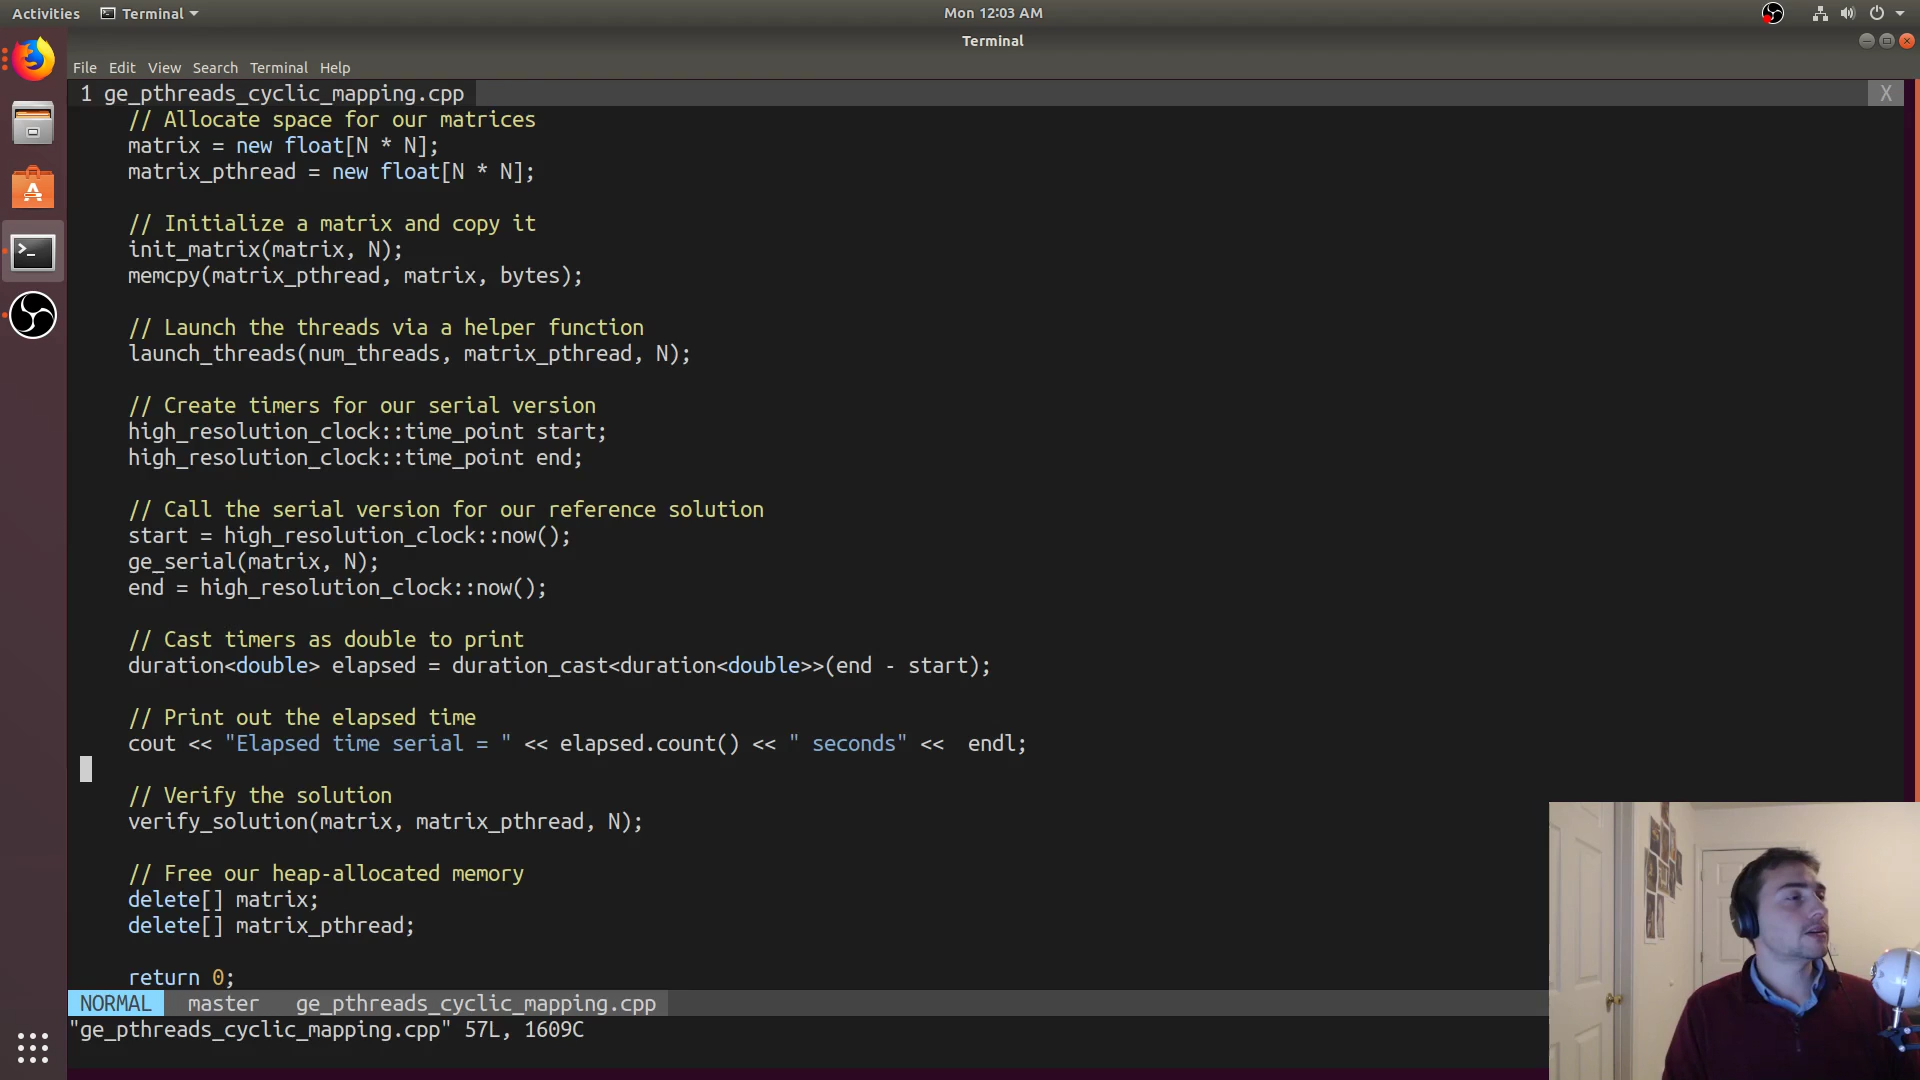 Activities
Terminal
Mon 12:03 AM
Terminal
File Edit View Search Terminal Help
1 ge_pthreads_cyclic_mapping.cpp X
// Allocate space for our matrices
matrix = new float[N * N];
matrix_pthread = new float[N * N];
// Initialize a matrix and copy it
init_matrix(matrix, N);
memcpy(matrix_pthread, matrix, bytes);
// Launch the threads via a helper function
launch_threads(num_threads, matrix_pthread, N);
// Create timers for our serial version
high_resolution_clock::time_point start;
high_resolution_clock::time_point end;
// Call the serial version for our reference solution
start = high_resolution_clock::now();
ge_serial(matrix, N);
end = high_resolution_clock::now();
// Cast timers as double to print
duration<double> elapsed = duration_cast<duration<double>>(end - start);
// Print out the elapsed time
cout << "Elapsed time serial = " << elapsed.count() << " seconds" <<  endl;
// Verify the solution
verify_solution(matrix, matrix_pthread, N);
// Free our heap-allocated memory
delete[] matrix;
delete[] matrix_pthread;
return 0;
NORMAL master ge_pthreads_cyclic_mapping.cpp
"ge_pthreads_cyclic_mapping.cpp" 57L, 1609C